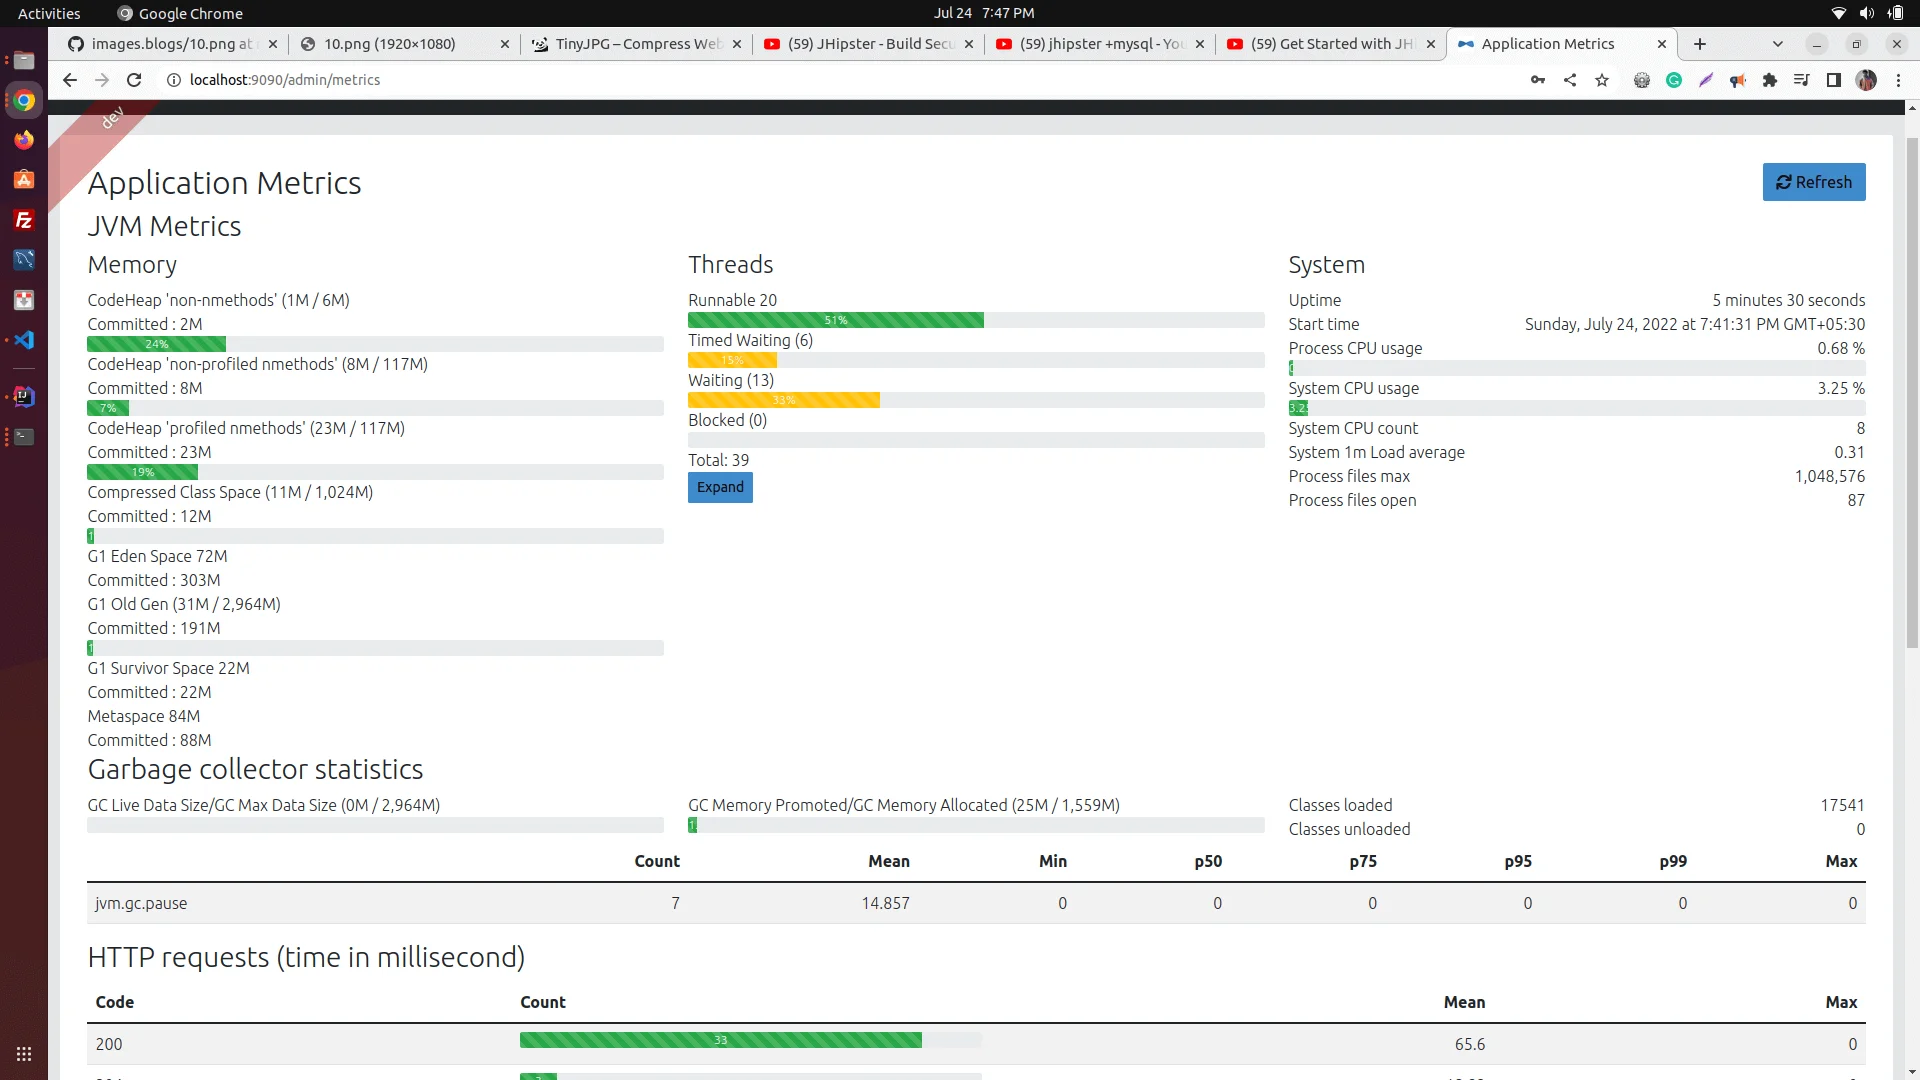 Activities Google Chrome Jul 24 7:47 PM
images.blogs/10.png at 10.png (1920×1080) TinyJPG – Compress Web (59) JHipster - Build Secu (59) jhipster +mysql - You (59) Get Started with JHi Application Metrics
localhost:9090/admin/metrics
dev
Application Metrics Refresh
JVM Metrics
Memory
CodeHeap 'non-nmethods' (1M / 6M)
Committed : 2M
24%
CodeHeap 'non-profiled nmethods' (8M / 117M)
Committed : 8M
7%
CodeHeap 'profiled nmethods' (23M / 117M)
Committed : 23M
19%
Compressed Class Space (11M / 1,024M)
Committed : 12M
1
G1 Eden Space 72M
Committed : 303M
G1 Old Gen (31M / 2,964M)
Committed : 191M
1
G1 Survivor Space 22M
Committed : 22M
Metaspace 84M
Committed : 88M
Threads
Runnable 20
51%
Timed Waiting (6)
15%
Waiting (13)
33%
Blocked (0)
Total: 39
Expand
System
Uptime 5 minutes 30 seconds
Start time Sunday, July 24, 2022 at 7:41:31 PM GMT+05:30
Process CPU usage 0.68 %
System CPU usage 3.25 %
3.25
System CPU count 8
System 1m Load average 0.31
Process files max 1,048,576
Process files open 87
Garbage collector statistics
GC Live Data Size/GC Max Data Size (0M / 2,964M)
GC Memory Promoted/GC Memory Allocated (25M / 1,559M)
1
Classes loaded 17541
Classes unloaded 0
Count Mean Min p50 p75 p95 p99 Max
jvm.gc.pause 7 14.857 0 0 0 0 0 0
HTTP requests (time in millisecond)
Code Count Mean Max
200 33 65.6 0